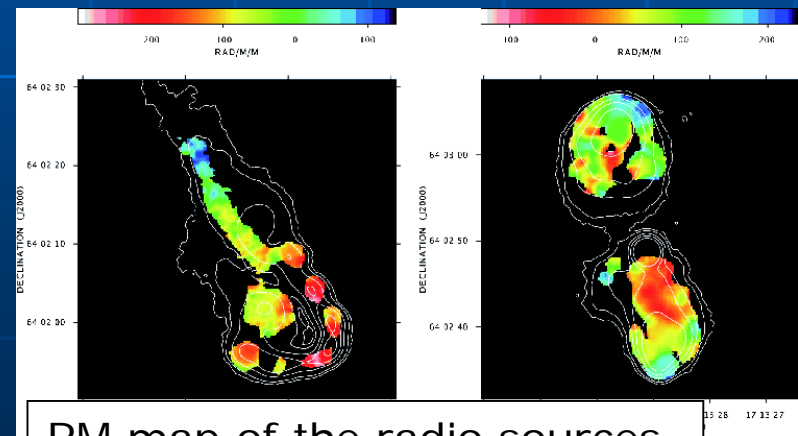 200 100 0 100
RAD/M/M
100 0 100 200
RAD/M/M
DECLINATION (J2000)
64 02 30
64 02 20
64 02 10
64 02 00
DECLINATION (J2000)
64 03 00
64 02 50
64 02 40
17 13 27
RM map of the radio sources